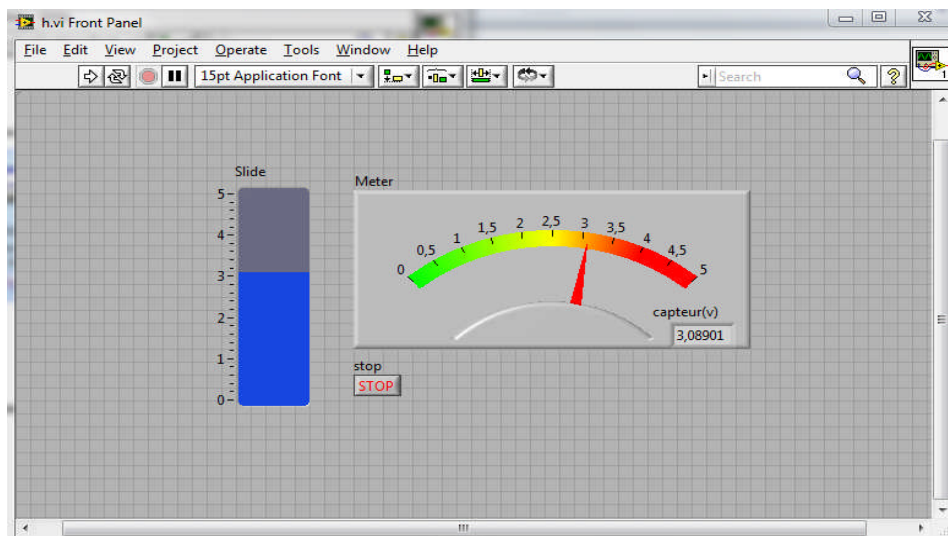 h.vi Front Panel
File Edit View Project Operate Tools Window Help
15pt Application Font
Search
?
1
Slide
5
4
3
2
1
0
Meter
0 0,5 1 1,5 2 2,5 3 3,5 4 4,5 5
capteur(v)
3,08901
stop
STOP